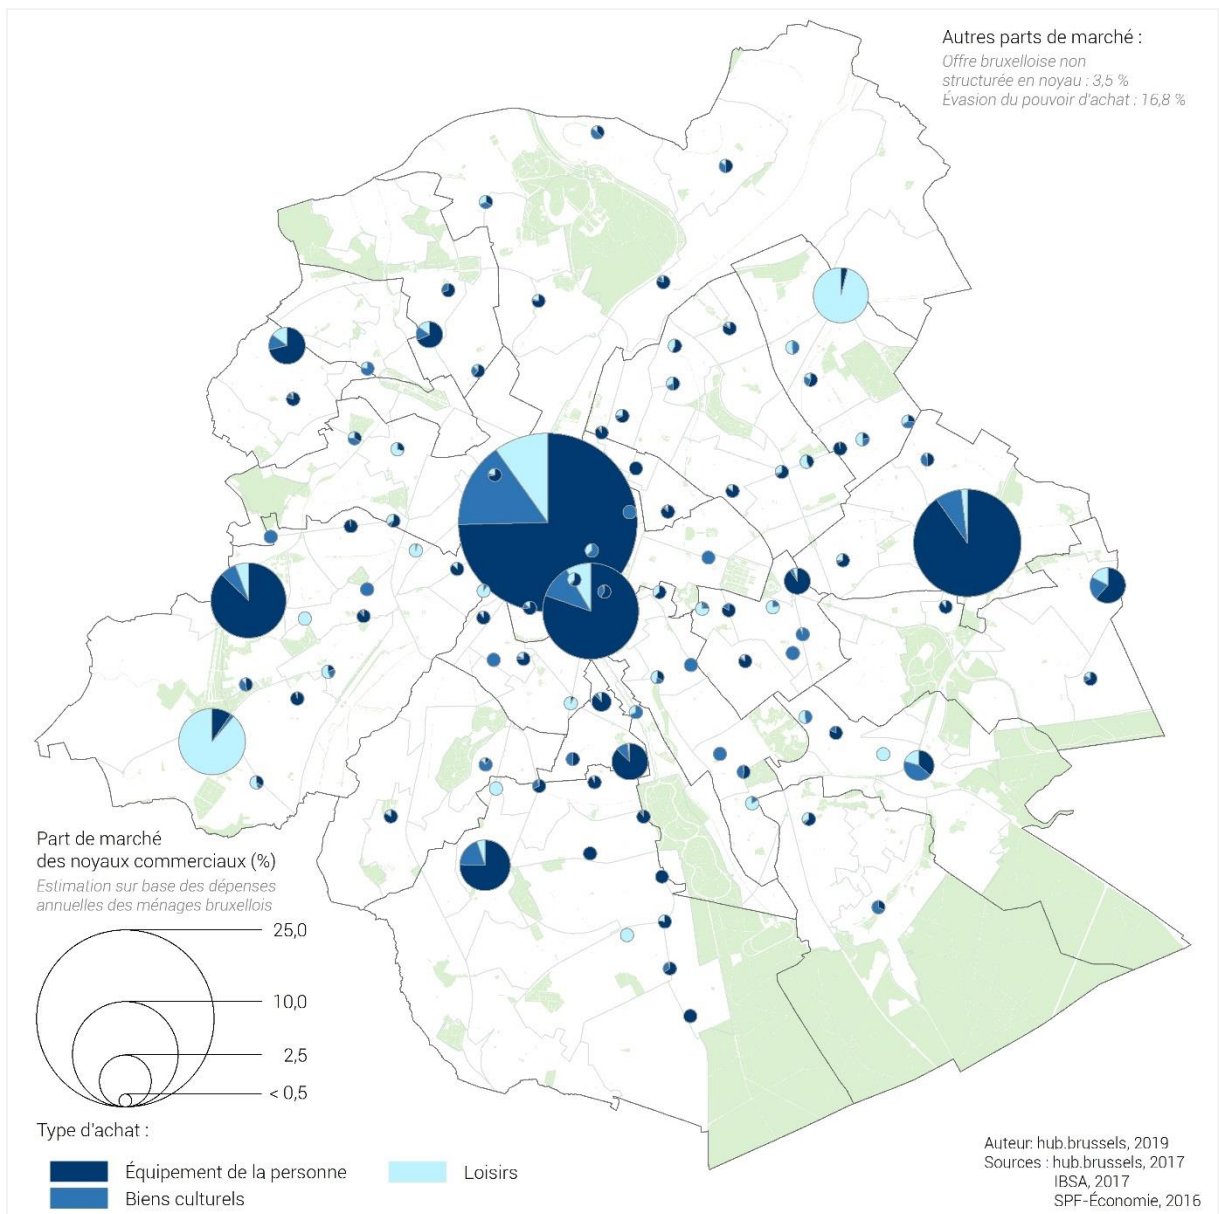 Autres parts de marché :
Offre bruxelloise non
structurée en noyau : 3,5 %
Évasion du pouvoir d'achat : 16,8 %
Part de marché
des noyaux commerciaux (%)
Estimation sur base des dépenses
annuelles des ménages bruxellois
25,0
10,0
2,5
< 0,5
Type d'achat :
Équipement de la personne
Loisirs
Biens culturels
Auteur: hub.brussels, 2019
Sources : hub.brussels, 2017
IBSA, 2017
SPF-Économie, 2016